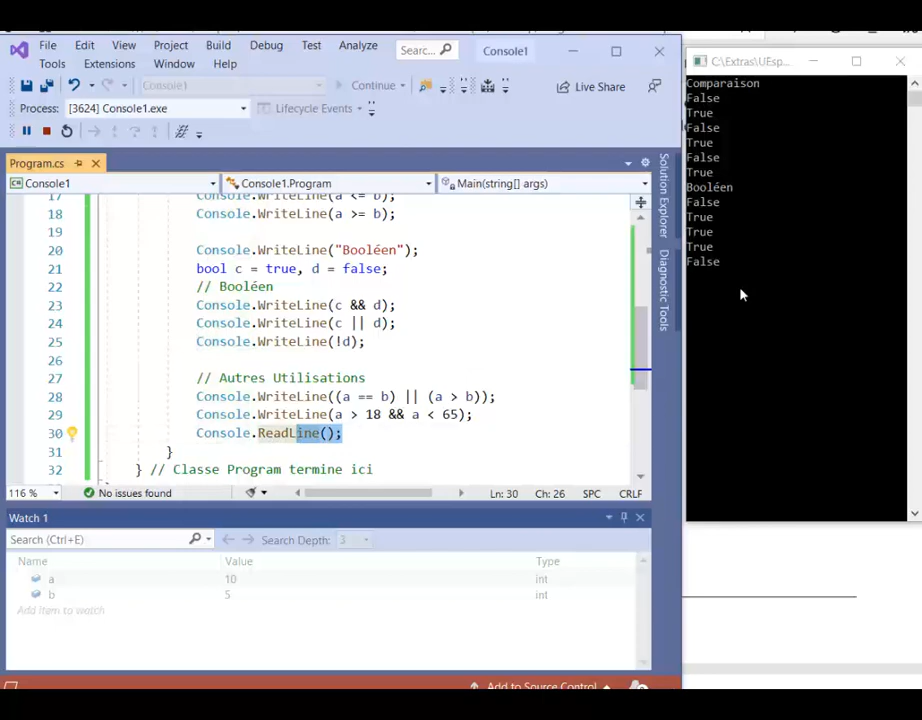 File Edit View Project Build Debug Test Analyze Searc... Console1
Tools Extensions Window Help
Console1 Continue Live Share
Process: [3624] Console1.exe Lifecycle Events
Program.cs
Console1 Console1.Program Main(string[] args)
17 Console.WriteLine(a <= b);
18 Console.WriteLine(a >= b);
19
20 Console.WriteLine("Booléen");
21 bool c = true, d = false;
22 // Booléen
23 Console.WriteLine(c && d);
24 Console.WriteLine(c || d);
25 Console.WriteLine(!d);
26
27 // Autres Utilisations
28 Console.WriteLine((a == b) || (a > b));
29 Console.WriteLine(a > 18 && a < 65);
30 Console.ReadLine();
31 }
32 } // Classe Program termine ici
116 % No issues found Ln: 30 Ch: 26 SPC CRLF
Solution Explorer
Diagnostic Tools
Watch 1
Search (Ctrl+E) Search Depth: 3
Name Value Type
a 10 int
b 5 int
Add item to watch
Add to Source Control
C:\Extras\UEsp...
Comparaison
False
True
False
True
False
True
Booléen
False
True
True
True
False